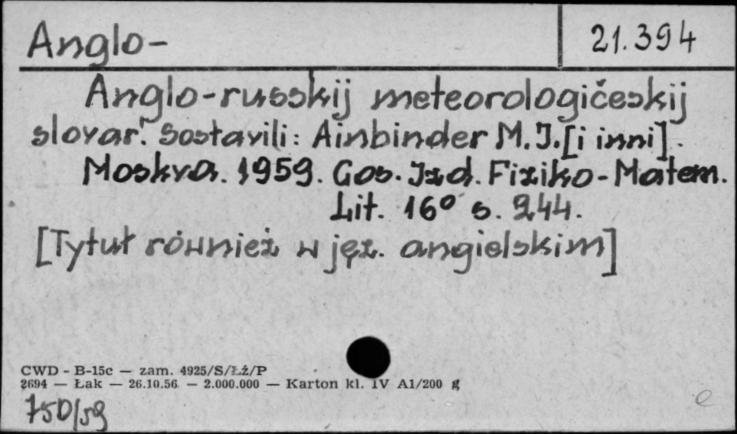 Anglo-
21.394
Anglo-russkij meteorologičeskij
slovar'. Sostavili: Ainbinder M.I. [i inni].
Moskva. 1959. Gos. Izd. Fiziko-Matem.
Lit. 16° s. 244.
[Tytuł również w jęz. angielskim]
CWD - B-15c — zam. 4925/S/Łź/P
2694 — Łak — 26.10.56 — 2.000.000 — Karton kl. IV A1/200 g
750/59
e